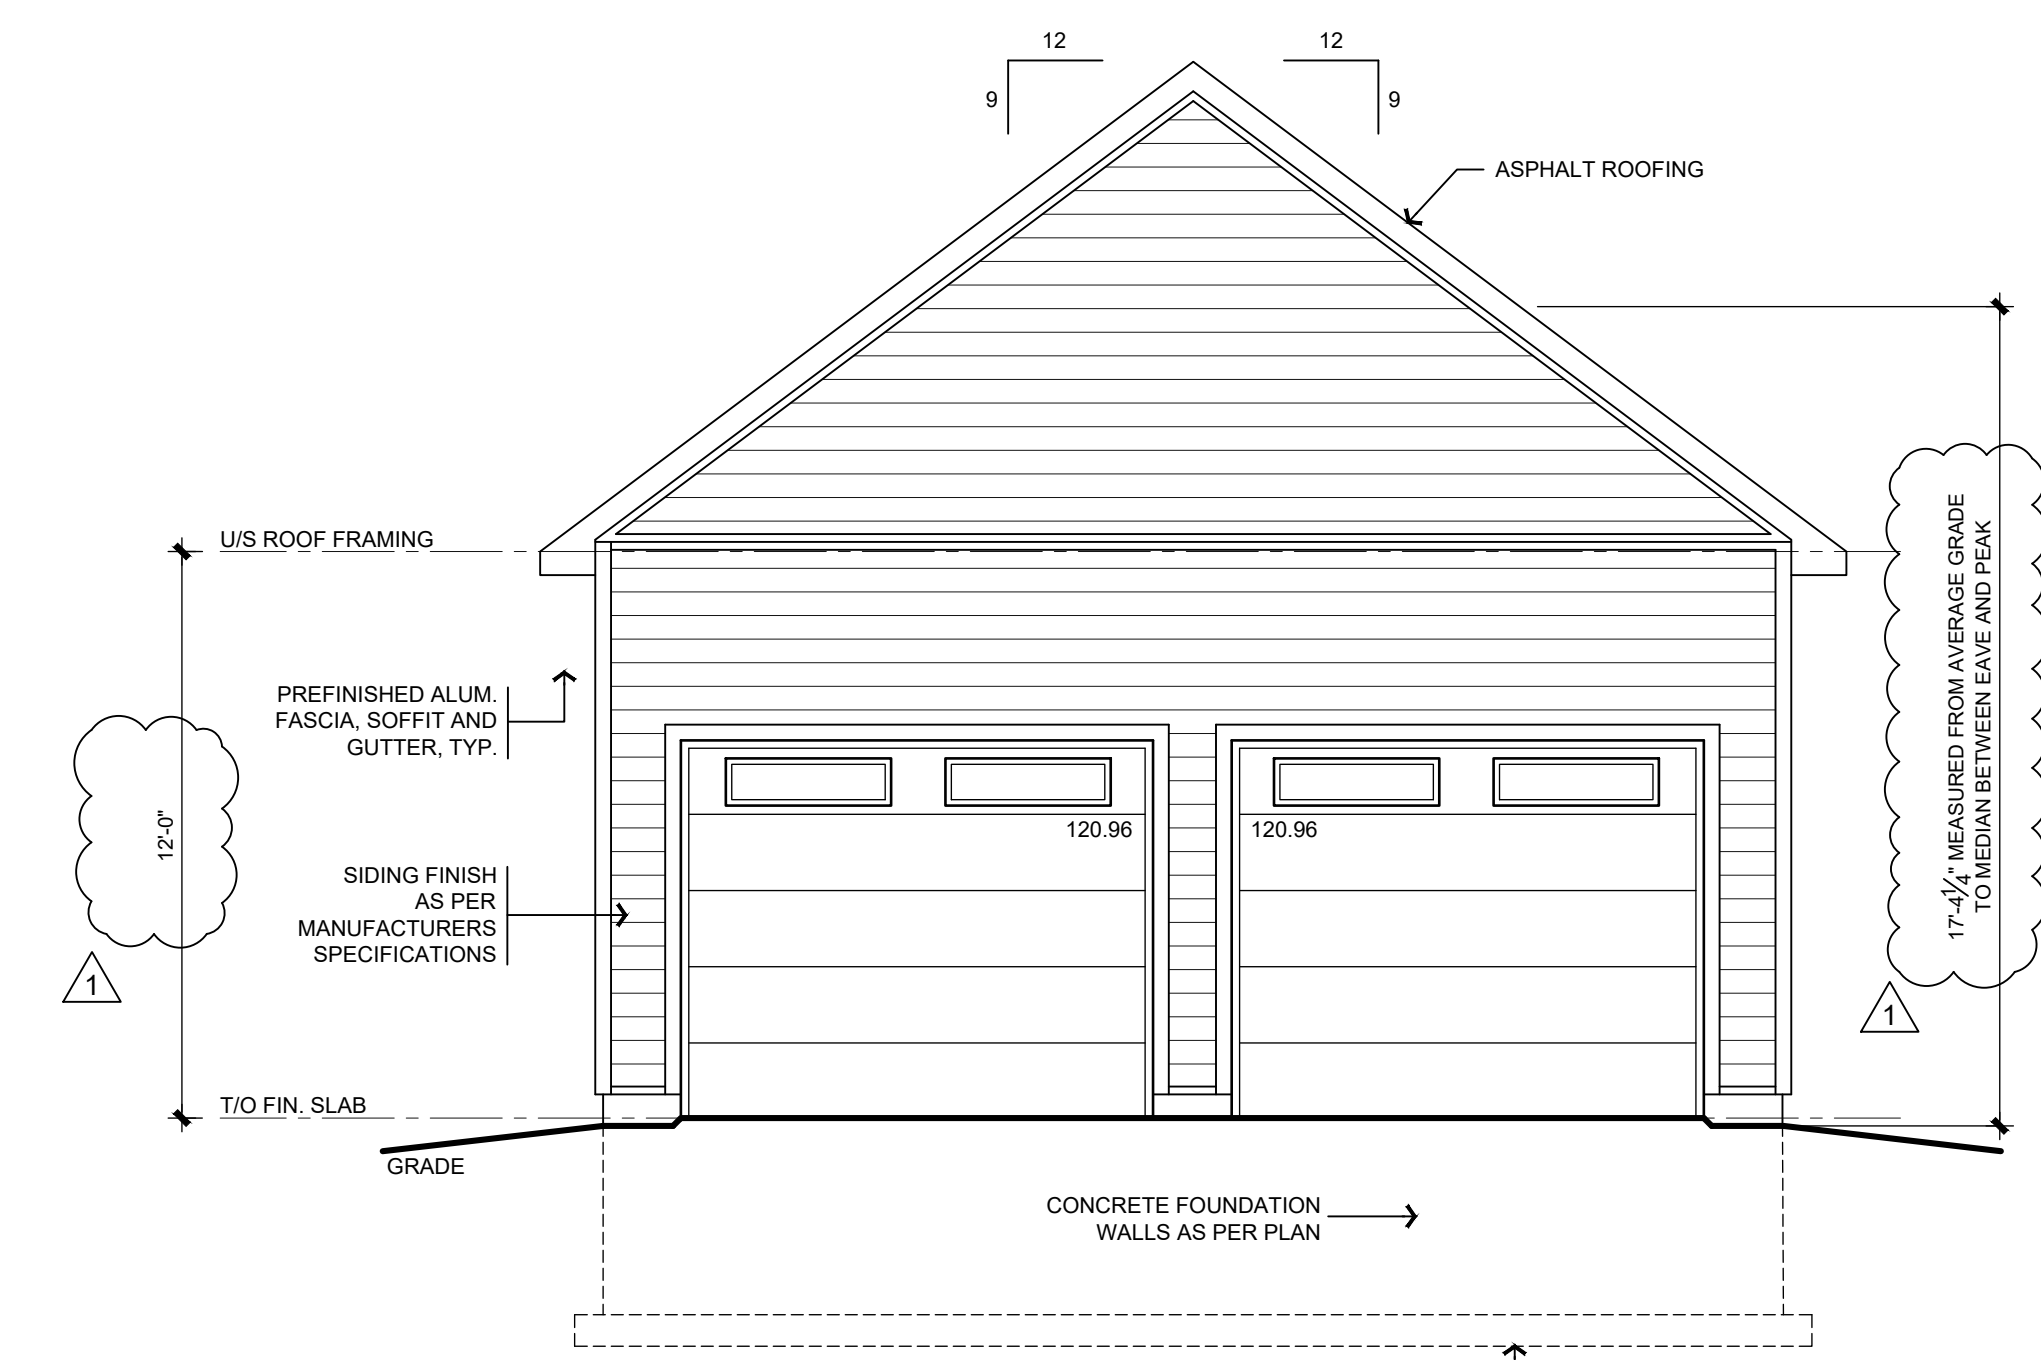 12
12
9
9
ASPHALT ROOFING
U/S ROOF FRAMING
PREFINISHED ALUM.
FASCIA, SOFFIT AND
GUTTER, TYP.
17'-4 1/4" MEASURED FROM AVERAGE GRADE
TO MEDIAN BETWEEN EAVE AND PEAK
12'-0"
120.96
120.96
SIDING FINISH
AS PER
MANUFACTURERS
SPECIFICATIONS
1
1
T/O FIN. SLAB
GRADE
CONCRETE FOUNDATION
WALLS AS PER PLAN